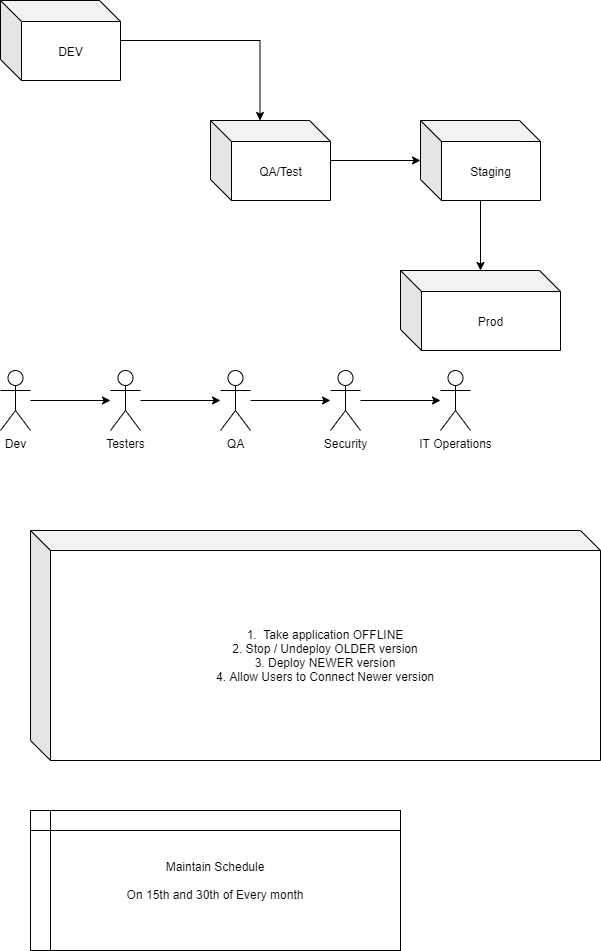 DEV
QA/Test
Staging
Prod
Dev
Testers
QA
Security
IT Operations
1. Take application OFFLINE
2. Stop / Undeploy OLDER version
3. Deploy NEWER version
4. Allow Users to Connect Newer version
Maintain Schedule
On 15th and 30th of Every month